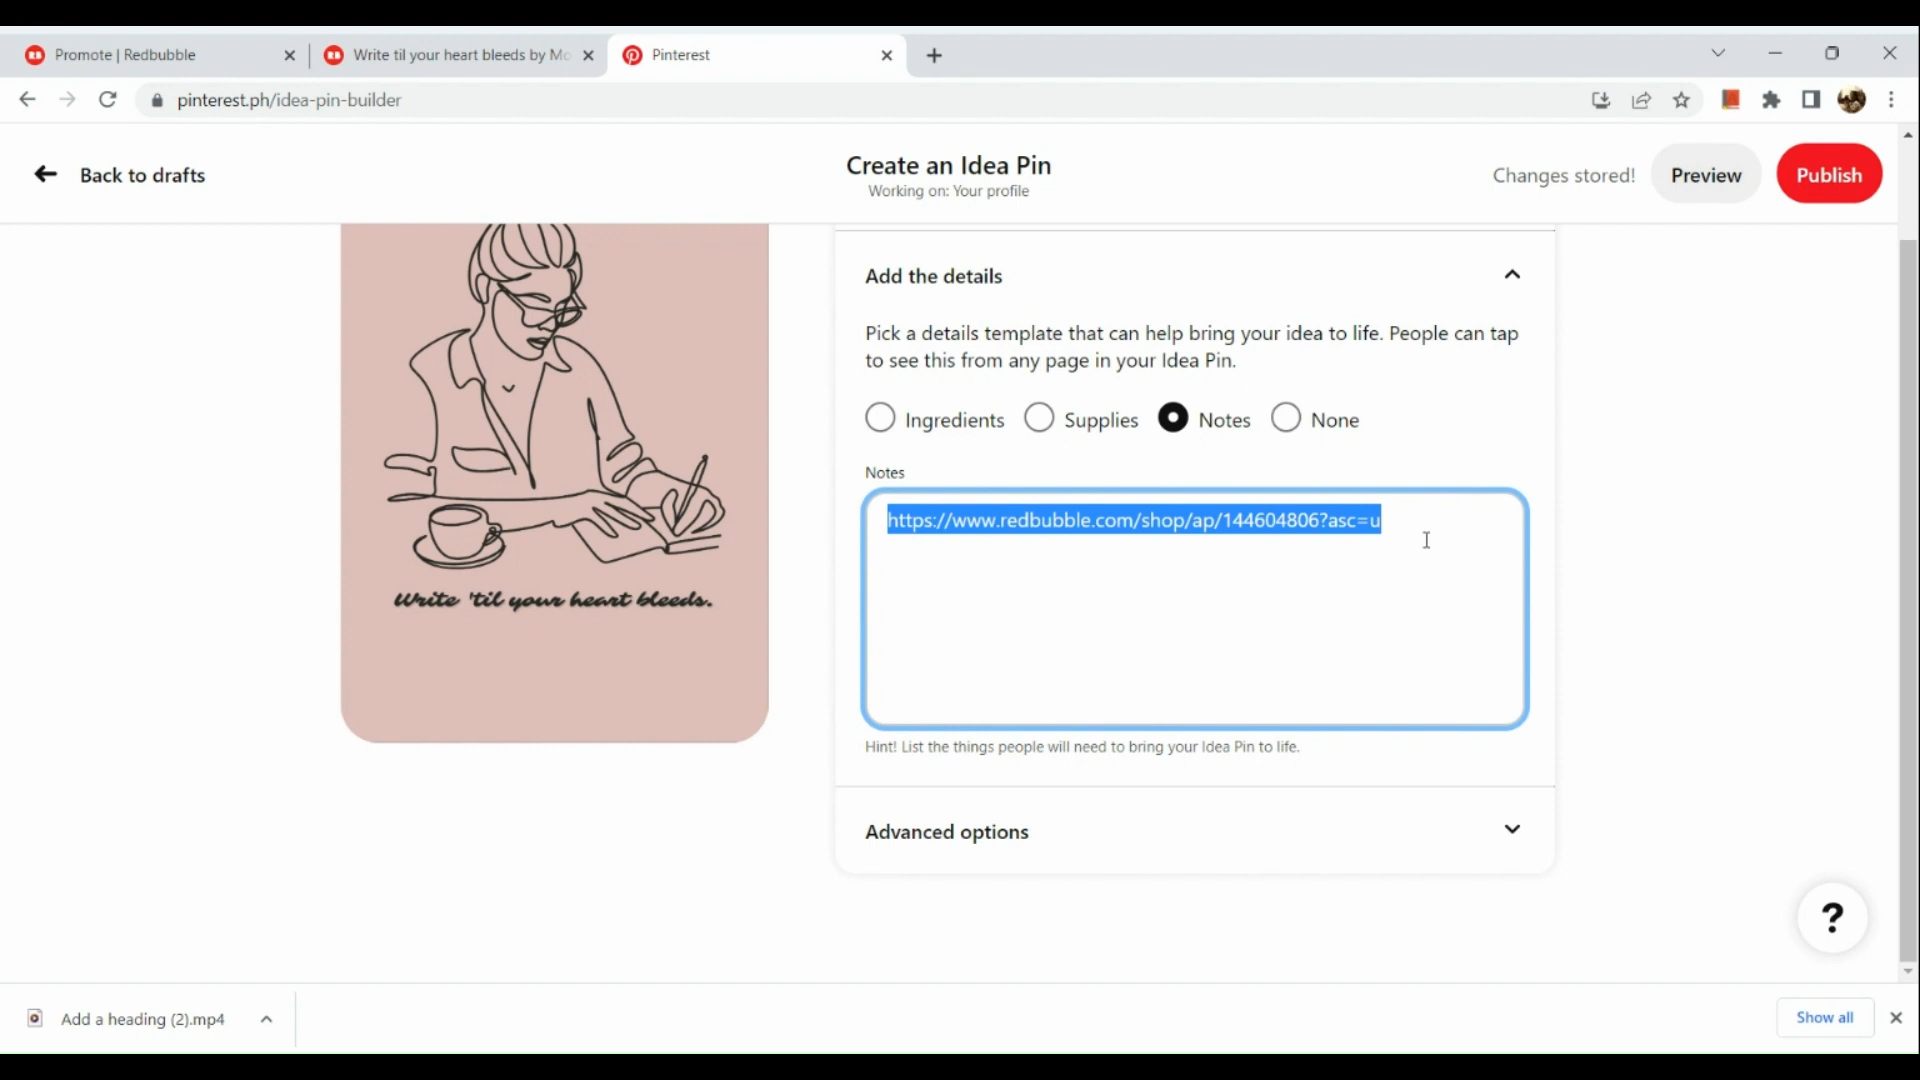 Promote | Redbubble
Write til your heart bleeds by Mo
Pinterest
pinterest.ph/idea-pin-builder
Back to drafts
Create an Idea Pin
Working on: Your profile
Changes stored!
Preview
Publish
Add the details
Pick a details template that can help bring your idea to life. People can tap
to see this from any page in your Idea Pin.
Ingredients
Supplies
Notes
None
Notes
https://www.redbubble.com/shop/ap/144604806?asc=u
Write 'til your heart bleeds.
Hint! List the things people will need to bring your Idea Pin to life.
Advanced options
?
Add a heading (2).mp4
Show all